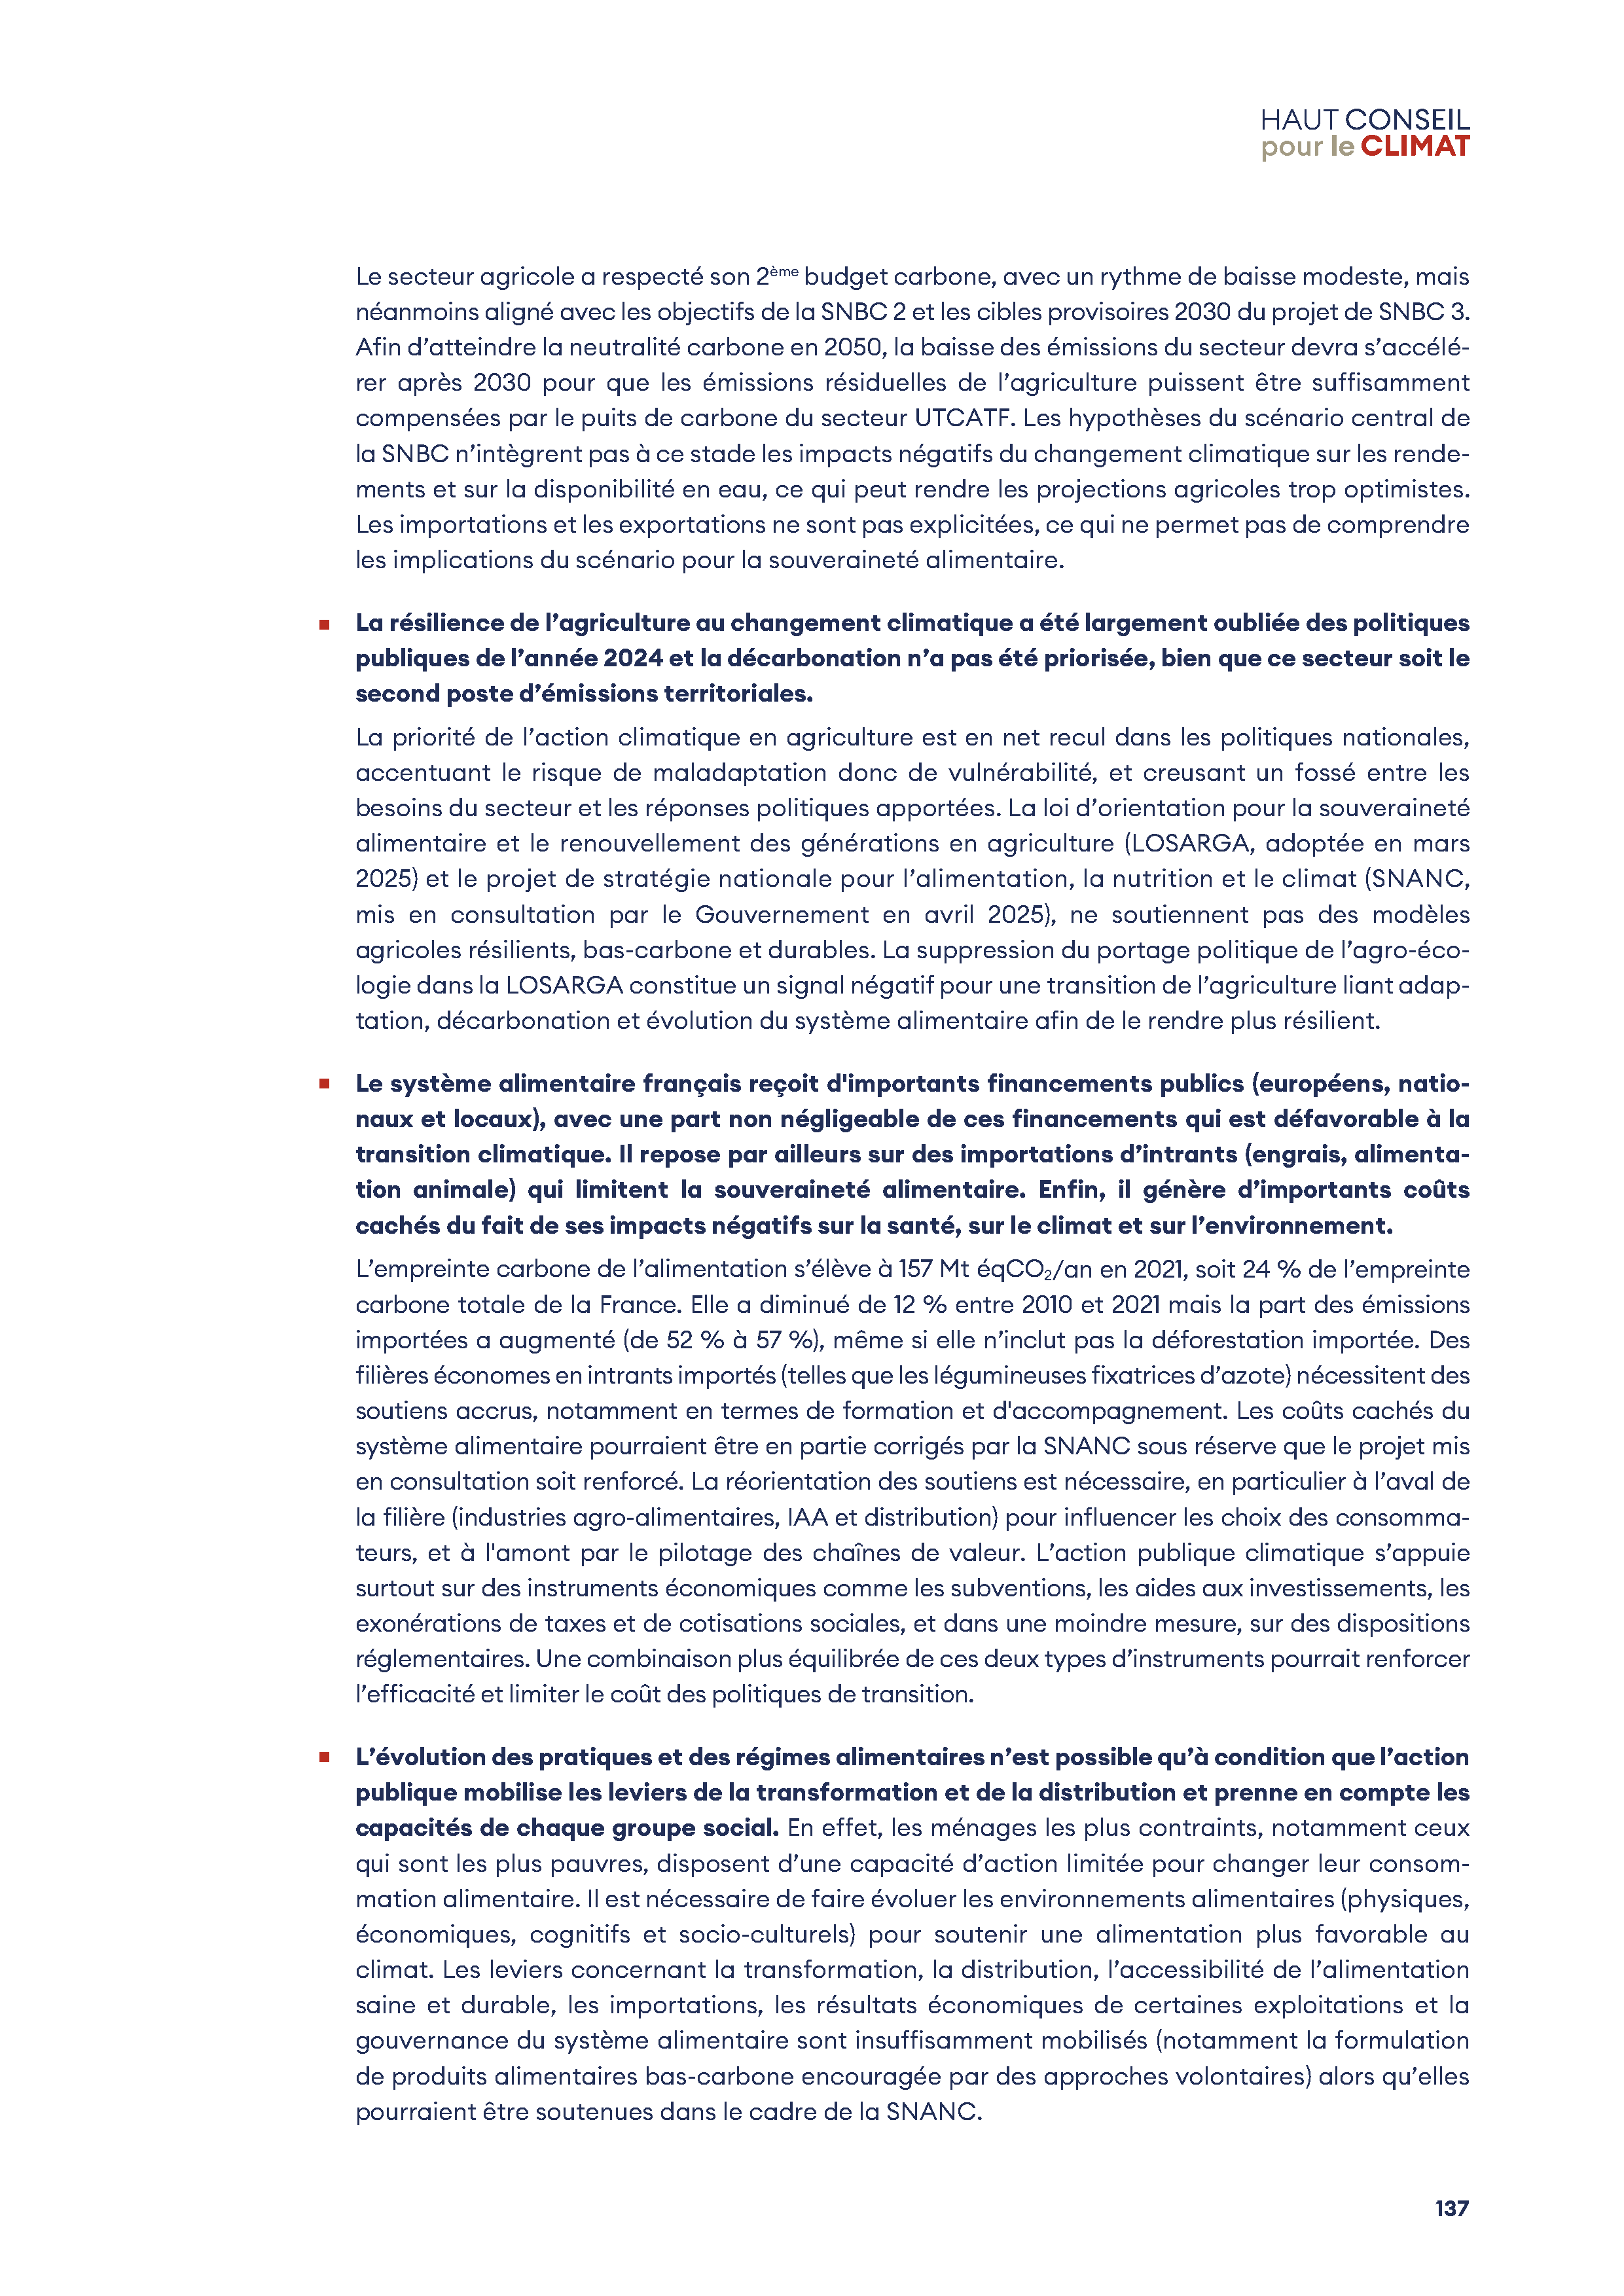 HAUT CONSEIL
pour le CLIMAT
Le secteur agricole a respecté son 2ème budget carbone, avec un rythme de baisse modeste, mais
néanmoins aligné avec les objectifs de la SNBC 2 et les cibles provisoires 2030 du projet de SNBC 3.
Afin d’atteindre la neutralité carbone en 2050, la baisse des émissions du secteur devra s’accélé-
rer après 2030 pour que les émissions résiduelles de l’agriculture puissent être suffisamment
compensées par le puits de carbone du secteur UTCATF. Les hypothèses du scénario central de
la SNBC n’intègrent pas à ce stade les impacts négatifs du changement climatique sur les rende-
ments et sur la disponibilité en eau, ce qui peut rendre les projections agricoles trop optimistes.
Les importations et les exportations ne sont pas explicitées, ce qui ne permet pas de comprendre
les implications du scénario pour la souveraineté alimentaire.
■ La résilience de l’agriculture au changement climatique a été largement oubliée des politiques
publiques de l’année 2024 et la décarbonation n’a pas été priorisée, bien que ce secteur soit le
second poste d’émissions territoriales.
La priorité de l’action climatique en agriculture est en net recul dans les politiques nationales,
accentuant le risque de maladaptation donc de vulnérabilité, et creusant un fossé entre les
besoins du secteur et les réponses politiques apportées. La loi d’orientation pour la souveraineté
alimentaire et le renouvellement des générations en agriculture (LOSARGA, adoptée en mars
2025) et le projet de stratégie nationale pour l’alimentation, la nutrition et le climat (SNANC,
mis en consultation par le Gouvernement en avril 2025), ne soutiennent pas des modèles
agricoles résilients, bas-carbone et durables. La suppression du portage politique de l’agro-éco-
logie dans la LOSARGA constitue un signal négatif pour une transition de l’agriculture liant adap-
tation, décarbonation et évolution du système alimentaire afin de le rendre plus résilient.
■ Le système alimentaire français reçoit d'importants financements publics (européens, natio-
naux et locaux), avec une part non négligeable de ces financements qui est défavorable à la
transition climatique. Il repose par ailleurs sur des importations d’intrants (engrais, alimenta-
tion animale) qui limitent la souveraineté alimentaire. Enfin, il génère d’importants coûts
cachés du fait de ses impacts négatifs sur la santé, sur le climat et sur l’environnement.
L’empreinte carbone de l’alimentation s’élève à 157 Mt éqCO₂/an en 2021, soit 24 % de l’empreinte
carbone totale de la France. Elle a diminué de 12 % entre 2010 et 2021 mais la part des émissions
importées a augmenté (de 52 % à 57 %), même si elle n’inclut pas la déforestation importée. Des
filières économes en intrants importés (telles que les légumineuses fixatrices d’azote) nécessitent des
soutiens accrus, notamment en termes de formation et d'accompagnement. Les coûts cachés du
système alimentaire pourraient être en partie corrigés par la SNANC sous réserve que le projet mis
en consultation soit renforcé. La réorientation des soutiens est nécessaire, en particulier à l’aval de
la filière (industries agro-alimentaires, IAA et distribution) pour influencer les choix des consomma-
teurs, et à l'amont par le pilotage des chaînes de valeur. L’action publique climatique s’appuie
surtout sur des instruments économiques comme les subventions, les aides aux investissements, les
exonérations de taxes et de cotisations sociales, et dans une moindre mesure, sur des dispositions
réglementaires. Une combinaison plus équilibrée de ces deux types d’instruments pourrait renforcer
l’efficacité et limiter le coût des politiques de transition.
■ L’évolution des pratiques et des régimes alimentaires n’est possible qu’à condition que l’action
publique mobilise les leviers de la transformation et de la distribution et prenne en compte les
capacités de chaque groupe social. En effet, les ménages les plus contraints, notamment ceux
qui sont les plus pauvres, disposent d’une capacité d’action limitée pour changer leur consom-
mation alimentaire. Il est nécessaire de faire évoluer les environnements alimentaires (physiques,
économiques, cognitifs et socio-culturels) pour soutenir une alimentation plus favorable au
climat. Les leviers concernant la transformation, la distribution, l’accessibilité de l’alimentation
saine et durable, les importations, les résultats économiques de certaines exploitations et la
gouvernance du système alimentaire sont insuffisamment mobilisés (notamment la formulation
de produits alimentaires bas-carbone encouragée par des approches volontaires) alors qu’elles
pourraient être soutenues dans le cadre de la SNANC.
137